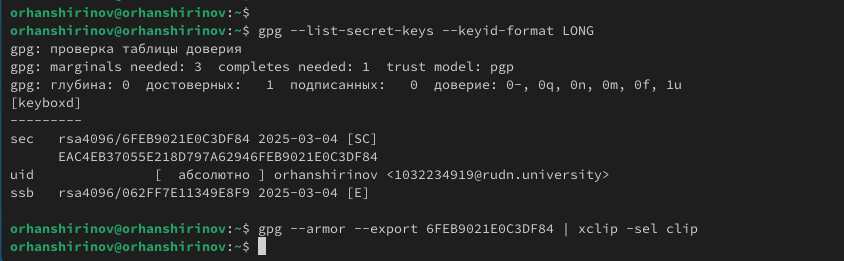 orhanshirinov@orhanshirinov:~$
orhanshirinov@orhanshirinov:~$ gpg --list-secret-keys --keyid-format LONG
gpg: проверка таблицы доверия
gpg: marginals needed: 3  completes needed: 1  trust model: pgp
gpg: глубина: 0  достоверных:   1  подписанных:   0  доверие: 0-, 0q, 0n, 0m, 0f, 1u
[keyboxd]
---------
sec   rsa4096/6FEB9021E0C3DF84 2025-03-04 [SC]
      EAC4EB37055E218D797A62946FEB9021E0C3DF84
uid                 [  абсолютно ] orhanshirinov <1032234919@rudn.university>
ssb   rsa4096/062FF7E11349E8F9 2025-03-04 [E]

orhanshirinov@orhanshirinov:~$ gpg --armor --export 6FEB9021E0C3DF84 | xclip -sel clip
orhanshirinov@orhanshirinov:~$